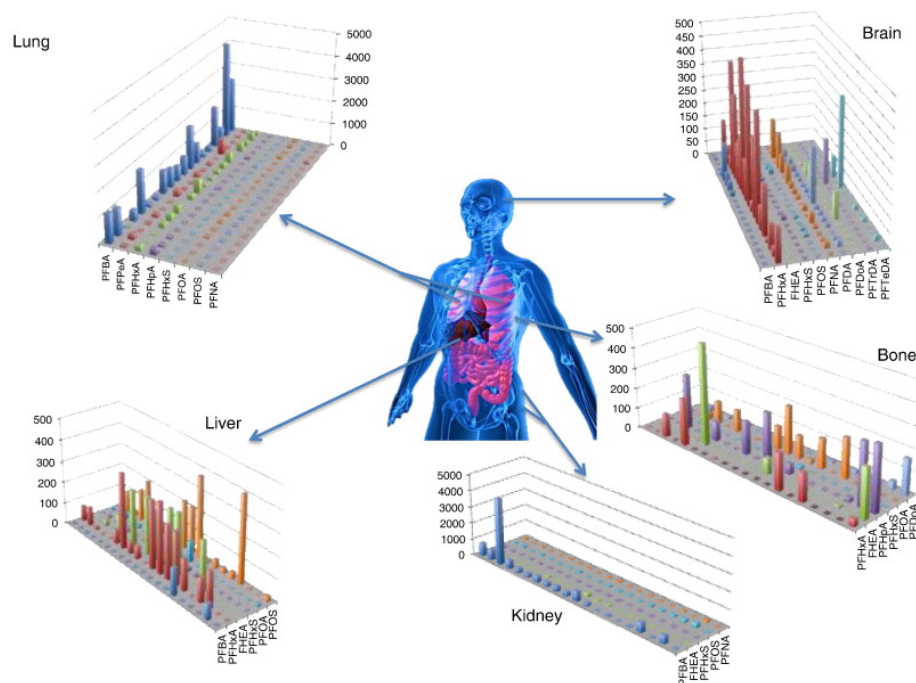 Lung
5000
4000
3000
2000
1000
0
PFBA
PFPeA
PFHxA
PFHpA
PFHxS
PFOA
PFOS
PFNA
Brain
500
450
400
350
300
250
200
150
100
50
0
PFBA
PFHxA
FHEA
PFHxS
PFOS
PFNA
PFDA
PFDoA
PFTrDA
PFTeDA
Bone
500
400
300
200
100
0
PFHxA
FHEA
PFHpA
PFHxS
PFOA
PFDoA
Liver
500
400
300
200
100
0
PFBA
PFHxA
FHEA
PFHxS
PFOA
PFOS
Kidney
5000
4000
3000
2000
1000
0
PFBA
FHEA
PFHxS
PFOS
PFNA